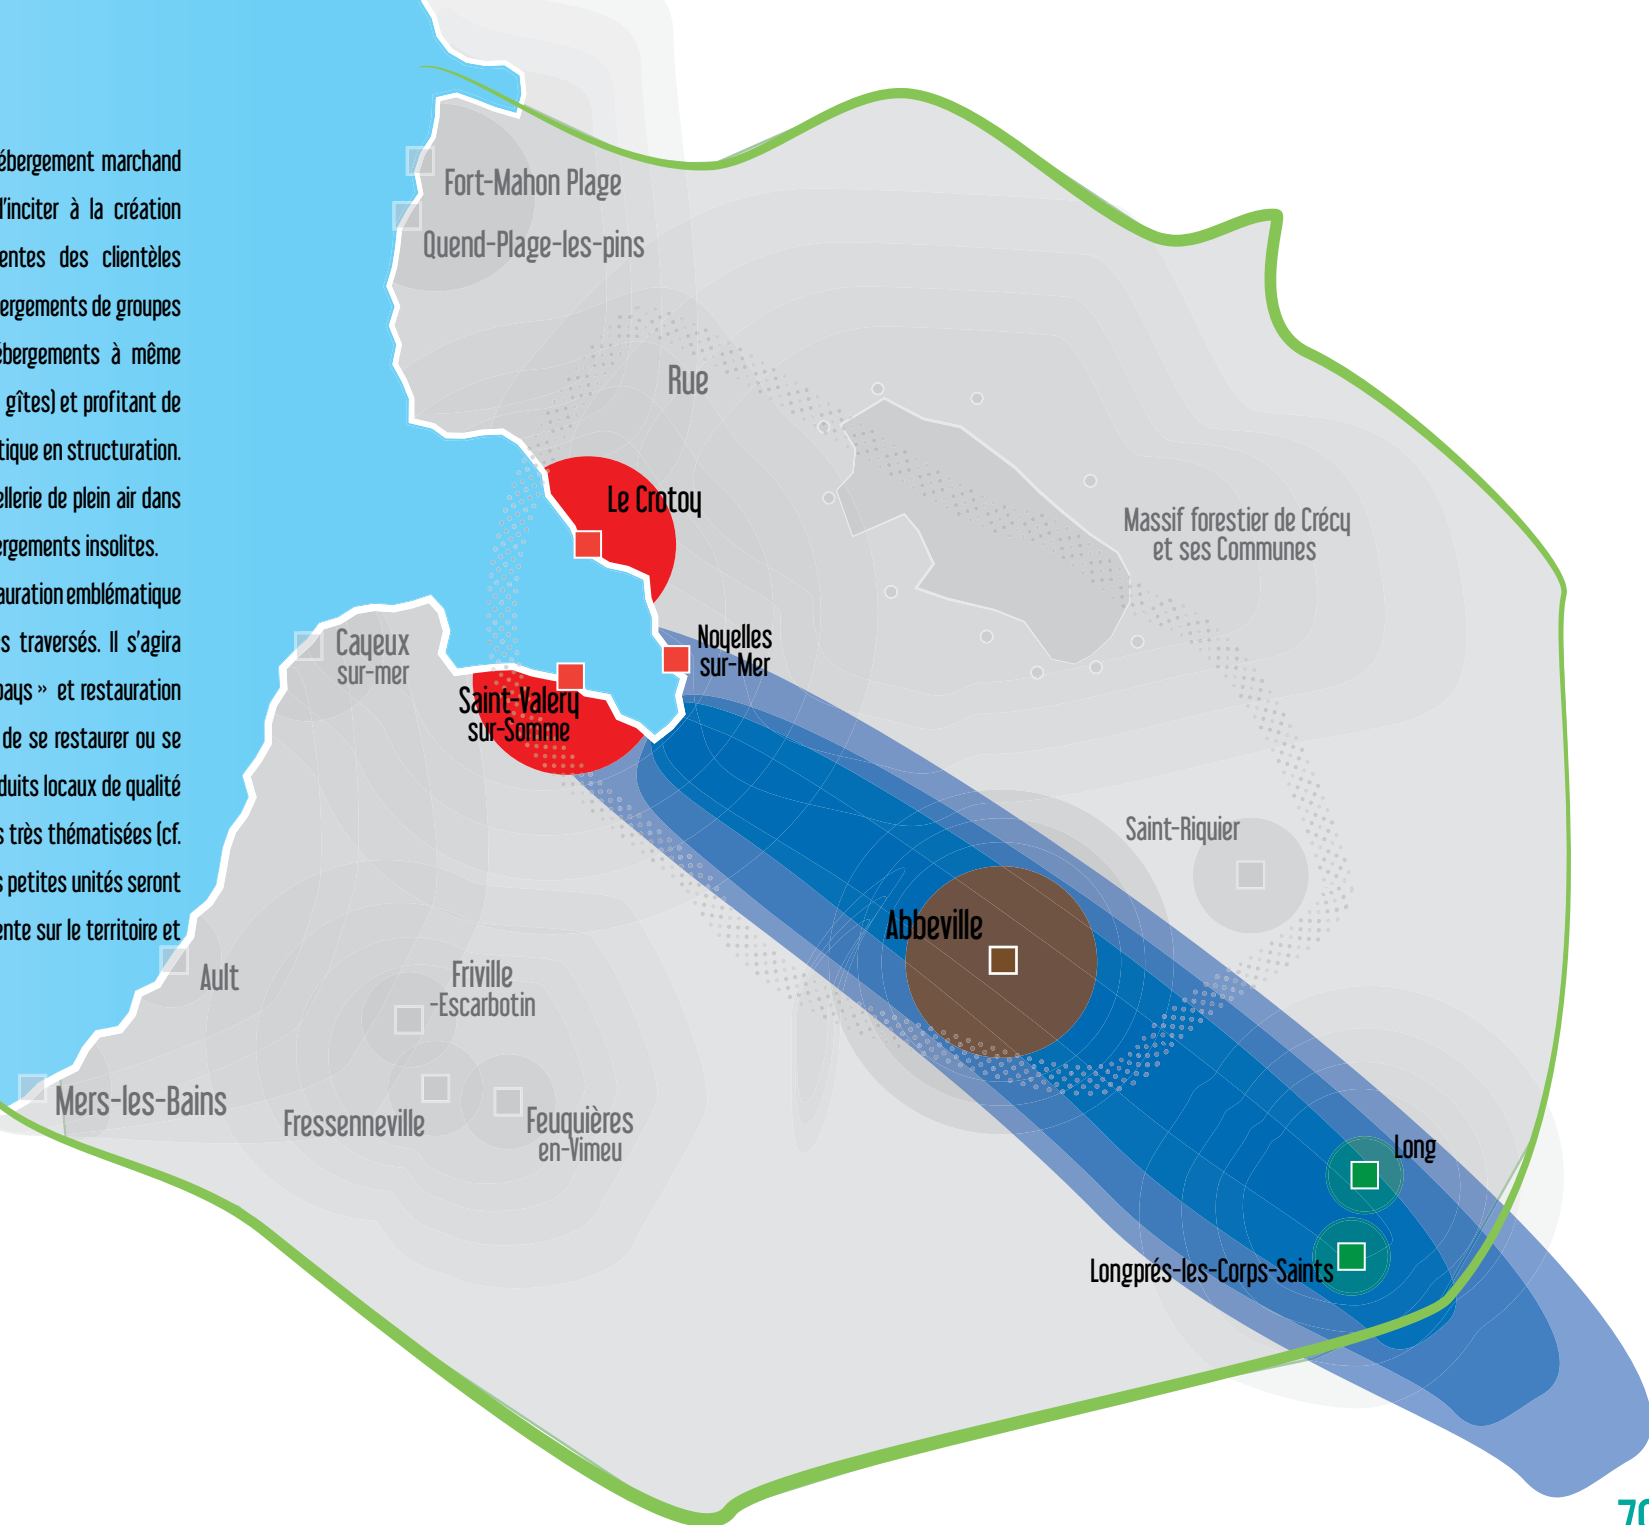 ébergement marchand
l'inciter à la création
entes des clientèles
ergements de groupes
ébergements à même
gîtes) et profitant de
tique en structuration.
ellerie de plein air dans
ergements insolites.
auration emblématique
s traversés. Il s'agira
pays » et restauration
de se restaurer ou se
duits locaux de qualité
s très thématisées (cf.
s petites unités seront
ente sur le territoire et
Fort-Mahon Plage
Quend-Plage-les-pins
Rue
Le Crotoy
Massif forestier de Crécy
et ses Communes
Noyelles
sur-Mer
Cayeux
sur-mer
Saint-Valery
sur-Somme
Saint-Riquier
Abbeville
Ault
Friville
-Escarbotin
Mers-les-Bains
Fressenneville
Feuquières
en-Vimeu
Long
Longprés-les-Corps-Saints